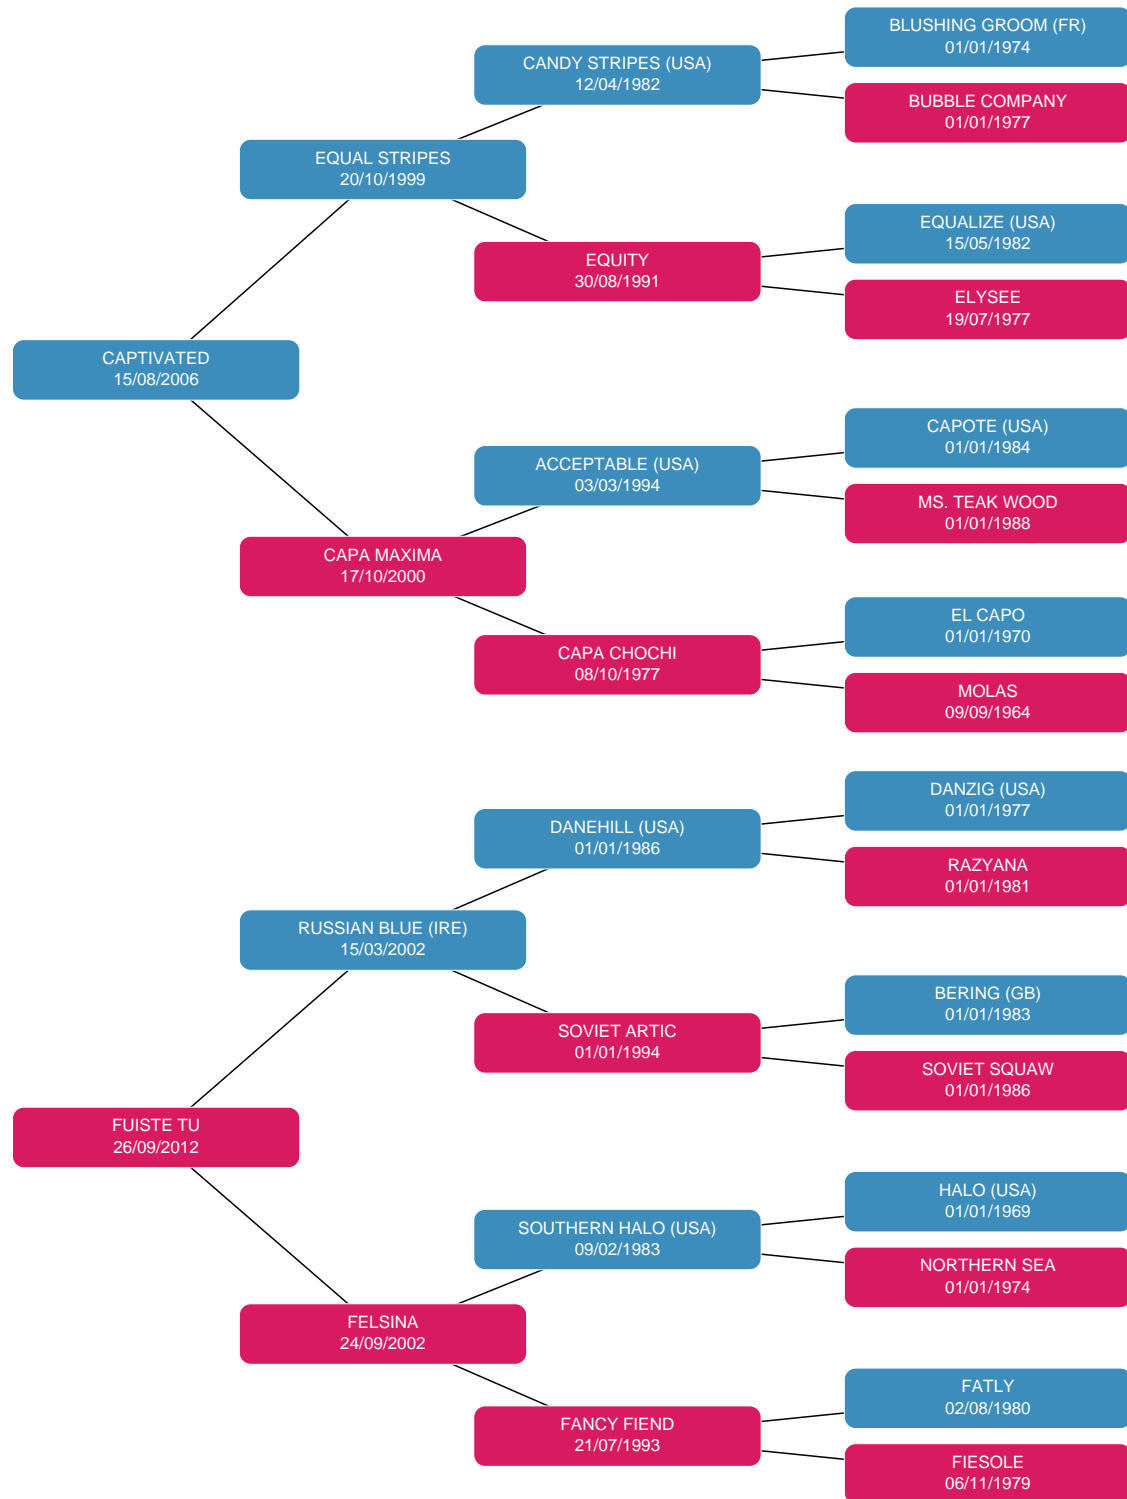 BLUSHING GROOM (FR)
01/01/1974
CANDY STRIPES (USA)
12/04/1982
BUBBLE COMPANY
01/01/1977
EQUAL STRIPES
20/10/1999
EQUALIZE (USA)
15/05/1982
EQUITY
30/08/1991
ELYSEE
19/07/1977
CAPTIVATED
15/08/2006
CAPOTE (USA)
01/01/1984
ACCEPTABLE (USA)
03/03/1994
MS. TEAK WOOD
01/01/1988
CAPA MAXIMA
17/10/2000
EL CAPO
01/01/1970
CAPA CHOCHI
08/10/1977
MOLAS
09/09/1964
DANZIG (USA)
01/01/1977
DANEHILL (USA)
01/01/1986
RAZYANA
01/01/1981
RUSSIAN BLUE (IRE)
15/03/2002
BERING (GB)
01/01/1983
SOVIET ARTIC
01/01/1994
SOVIET SQUAW
01/01/1986
FUISTE TU
26/09/2012
HALO (USA)
01/01/1969
SOUTHERN HALO (USA)
09/02/1983
NORTHERN SEA
01/01/1974
FELSINA
24/09/2002
FATLY
02/08/1980
FANCY FIEND
21/07/1993
FIESOLE
06/11/1979